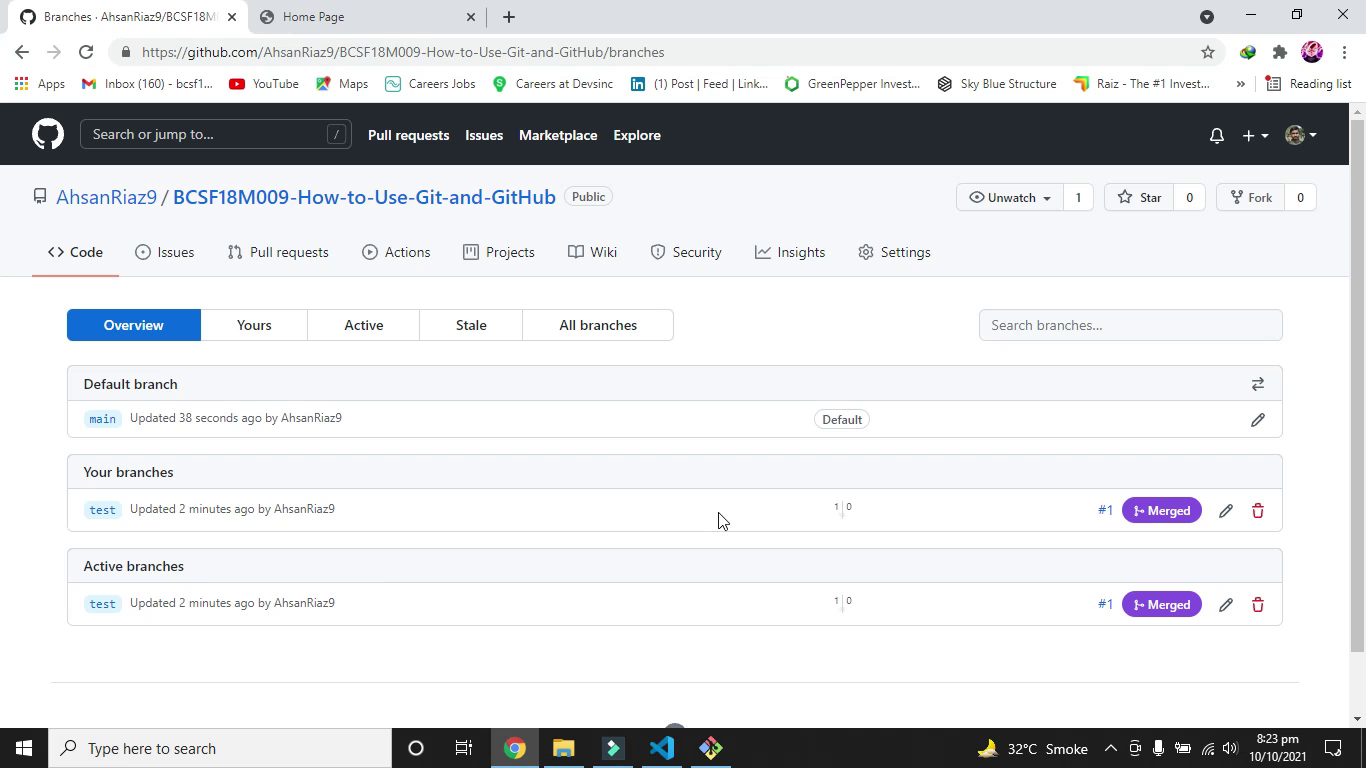 Branches · AhsanRiaz9/BCSF18M
Home Page
https://github.com/AhsanRiaz9/BCSF18M009-How-to-Use-Git-and-GitHub/branches
Apps
Inbox (160) - bcsf1...
YouTube
Maps
Careers Jobs
Careers at Devsinc
(1) Post | Feed | Link...
GreenPepper Invest...
Sky Blue Structure
Raiz - The #1 Invest...
»
Reading list
Search or jump to...
/
Pull requests
Issues
Marketplace
Explore
AhsanRiaz9 / BCSF18M009-How-to-Use-Git-and-GitHub
Public
Unwatch
1
Star
0
Fork
0
Code
Issues
Pull requests
Actions
Projects
Wiki
Security
Insights
Settings
Overview
Yours
Active
Stale
All branches
Search branches...
Default branch
main Updated 38 seconds ago by AhsanRiaz9 Default
Your branches
test Updated 2 minutes ago by AhsanRiaz9 1 0 #1 Merged
Active branches
test Updated 2 minutes ago by AhsanRiaz9 1 0 #1 Merged
Type here to search
32°C Smoke
8:23 pm
10/10/2021